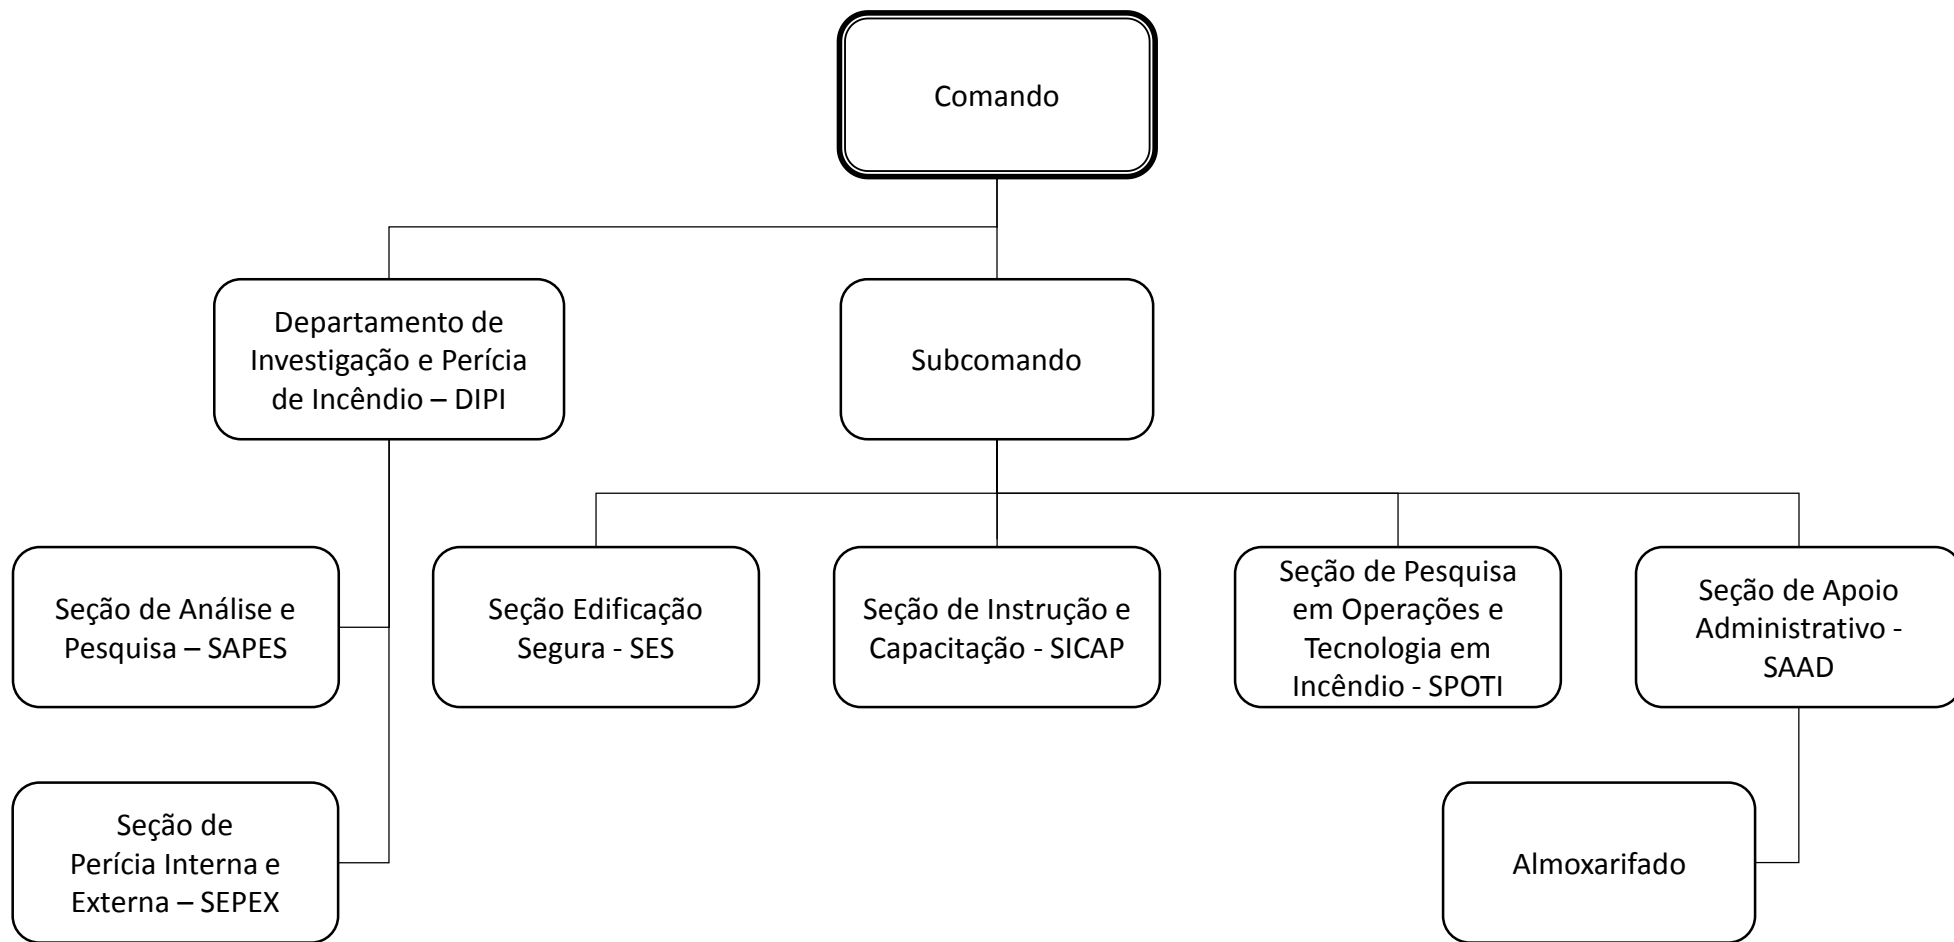 Comando
Departamento de
Investigação e Perícia
de Incêndio – DIPI
Subcomando
Seção de Análise e
Pesquisa – SAPES
Seção Edificação
Segura - SES
Seção de Instrução e
Capacitação - SICAP
Seção de Pesquisa
em Operações e
Tecnologia em
Incêndio - SPOTI
Seção de Apoio
Administrativo -
SAAD
Seção de
Perícia Interna e
Externa – SEPEX
Almoxarifado